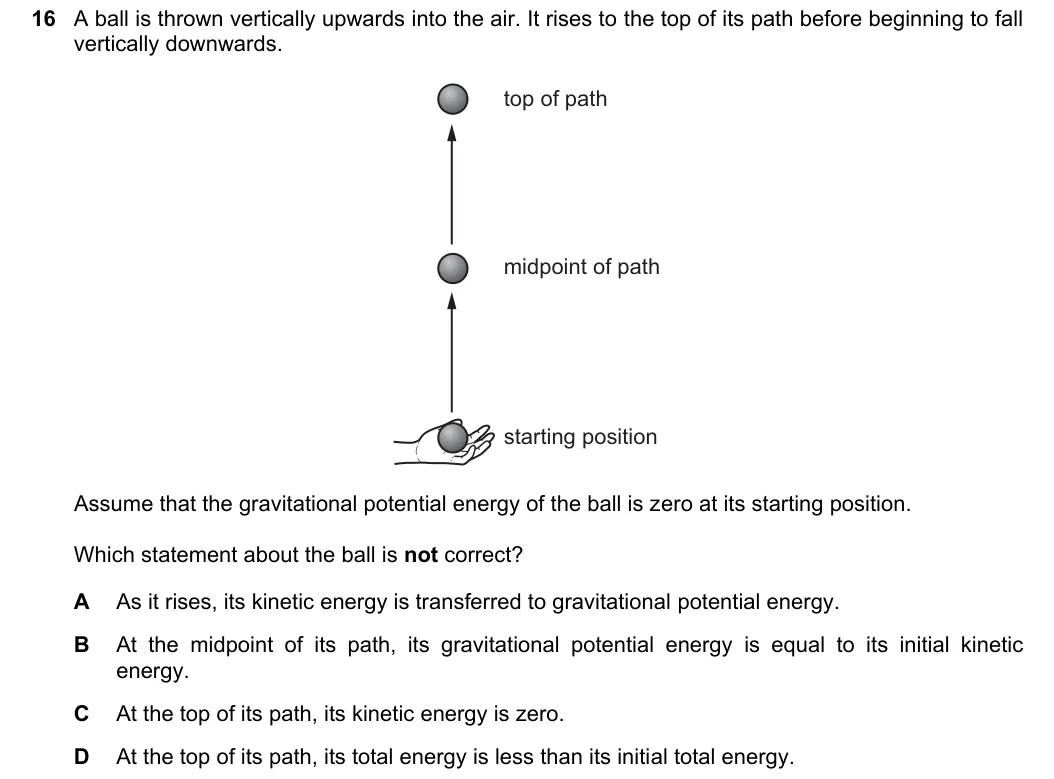 16 A ball is thrown vertically upwards into the air. It rises to the top of its path before beginning to fall
vertically downwards.
top of path
midpoint of path
starting position
Assume that the gravitational potential energy of the ball is zero at its starting position.
Which statement about the ball is not correct?
A As it rises, its kinetic energy is transferred to gravitational potential energy.
B At the midpoint of its path, its gravitational potential energy is equal to its initial kinetic
energy.
C At the top of its path, its kinetic energy is zero.
D At the top of its path, its total energy is less than its initial total energy.